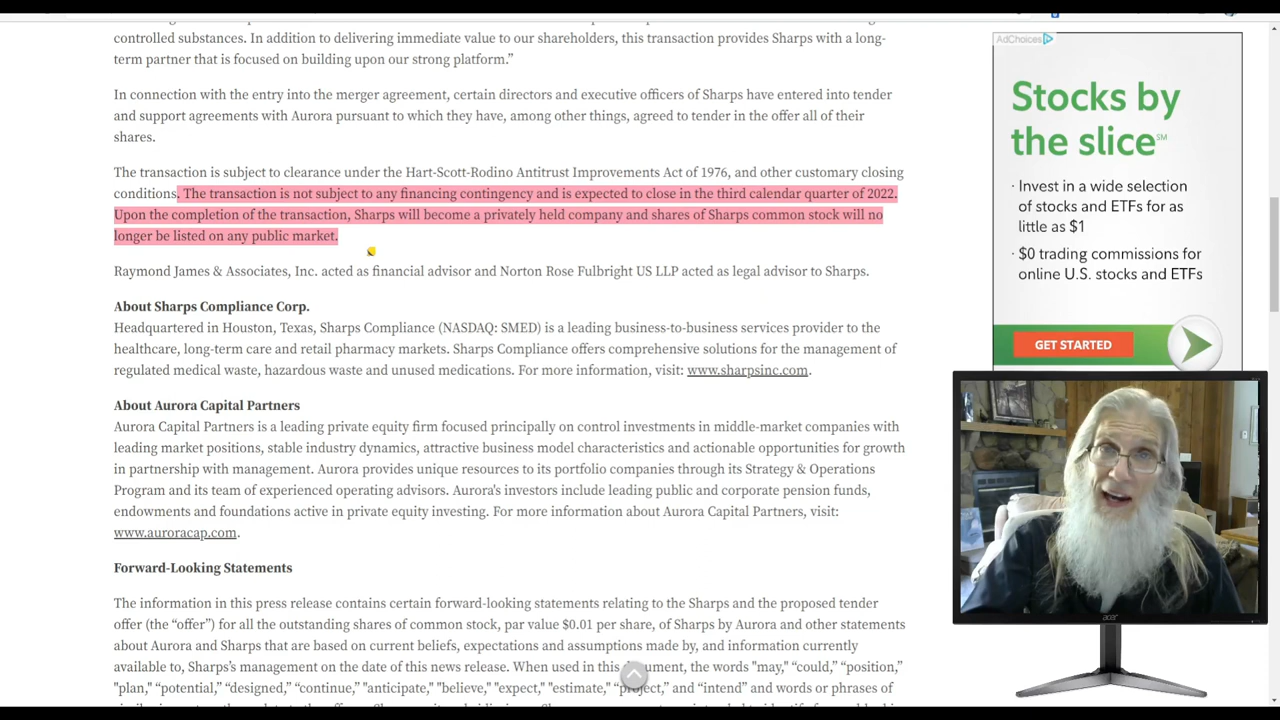 controlled substances. In addition to delivering immediate value to our shareholders, this transaction provides Sharps with a long-
term partner that is focused on building upon our strong platform.”
In connection with the entry into the merger agreement, certain directors and executive officers of Sharps have entered into tender
and support agreements with Aurora pursuant to which they have, among other things, agreed to tender in the offer all of their
shares.
The transaction is subject to clearance under the Hart-Scott-Rodino Antitrust Improvements Act of 1976, and other customary closing
conditions. The transaction is not subject to any financing contingency and is expected to close in the third calendar quarter of 2022.
Upon the completion of the transaction, Sharps will become a privately held company and shares of Sharps common stock will no
longer be listed on any public market.
Raymond James & Associates, Inc. acted as financial advisor and Norton Rose Fulbright US LLP acted as legal advisor to Sharps.
About Sharps Compliance Corp.
Headquartered in Houston, Texas, Sharps Compliance (NASDAQ: SMED) is a leading business-to-business services provider to the
healthcare, long-term care and retail pharmacy markets. Sharps Compliance offers comprehensive solutions for the management of
regulated medical waste, hazardous waste and unused medications. For more information, visit: www.sharpsinc.com.
About Aurora Capital Partners
Aurora Capital Partners is a leading private equity firm focused principally on control investments in middle-market companies with
leading market positions, stable industry dynamics, attractive business model characteristics and actionable opportunities for growth
in partnership with management. Aurora provides unique resources to its portfolio companies through its Strategy & Operations
Program and its team of experienced operating advisors. Aurora's investors include leading public and corporate pension funds,
endowments and foundations active in private equity investing. For more information about Aurora Capital Partners, visit:
www.auroracap.com.
Forward-Looking Statements
The information in this press release contains certain forward-looking statements relating to the Sharps and the proposed tender
offer (the “offer”) for all the outstanding shares of common stock, par value $0.01 per share, of Sharps by Aurora and other statements
about Aurora and Sharps that are based on current beliefs, expectations and assumptions made by, and information currently
available to, Sharps’s management on the date of this news release. When used in this document, the words "may," “could,” “position,”
"plan," “potential,” “designed,” “continue,” "anticipate," "believe," "expect," "estimate," “project,” and “intend” and words or phrases of
AdChoices
Stocks by
the slice℠
· Invest in a wide selection
of stocks and ETFs for as
little as $1
· $0 trading commissions for
online U.S. stocks and ETFs
GET STARTED
acer